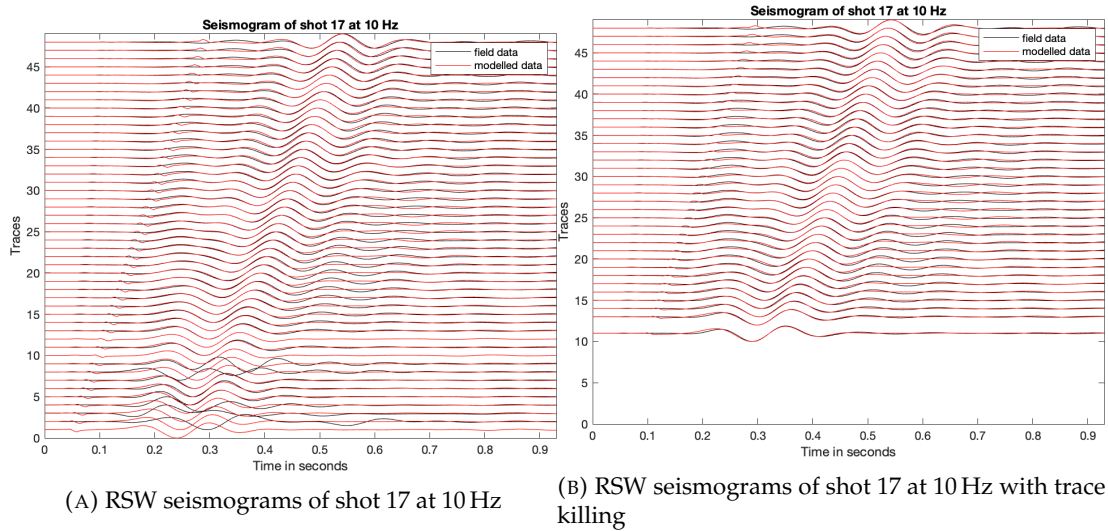 Seismogram of shot 17 at 10 Hz
field data
modelled data
Traces
45
40
35
30
25
20
15
10
5
0
0 0.1 0.2 0.3 0.4 0.5 0.6 0.7 0.8 0.9
Time in seconds
(A) RSW seismograms of shot 17 at 10 Hz
Seismogram of shot 17 at 10 Hz
field data
modelled data
Traces
45
40
35
30
25
20
15
10
5
0
0 0.1 0.2 0.3 0.4 0.5 0.6 0.7 0.8 0.9
Time in seconds
(B) RSW seismograms of shot 17 at 10 Hz with trace
killing